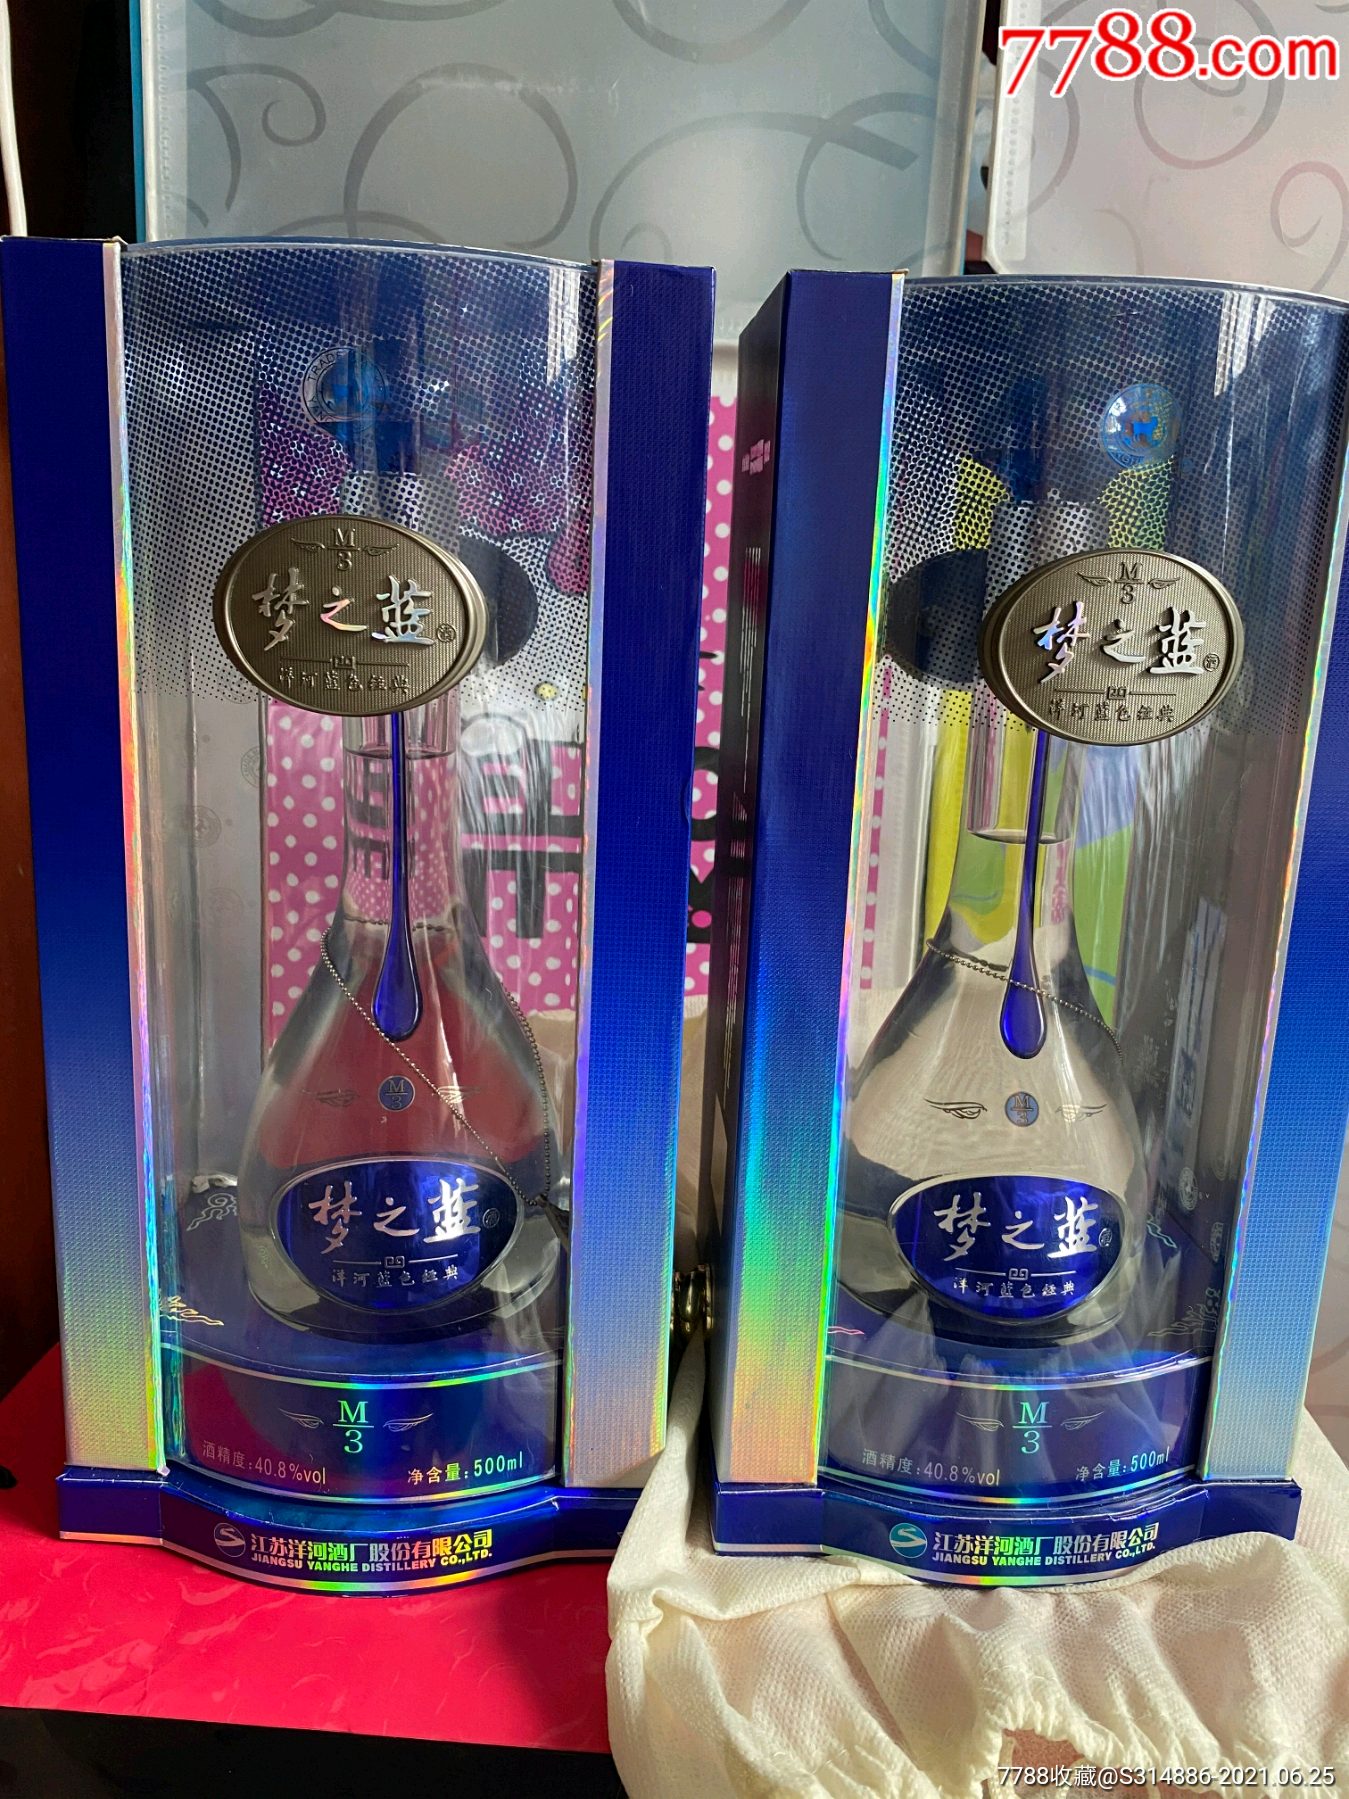 7788.com
TRADE
M
3
梦之蓝
洋河蓝色经典
M
3
梦之蓝
洋河蓝色经典
M
3
酒精度:40.8%vol
净含量:500ml
江苏洋河酒厂股份有限公司
JIANGSU YANGHE DISTILLERY CO.,LTD.
M
3
梦之蓝
洋河蓝色经典
M
3
梦之蓝
洋河蓝色经典
M
3
酒精度:40.8%vol
净含量:500ml
江苏洋河酒厂股份有限公司
JIANGSU YANGHE DISTILLERY CO.,LTD.
7788收藏@S314886-2021.06.25